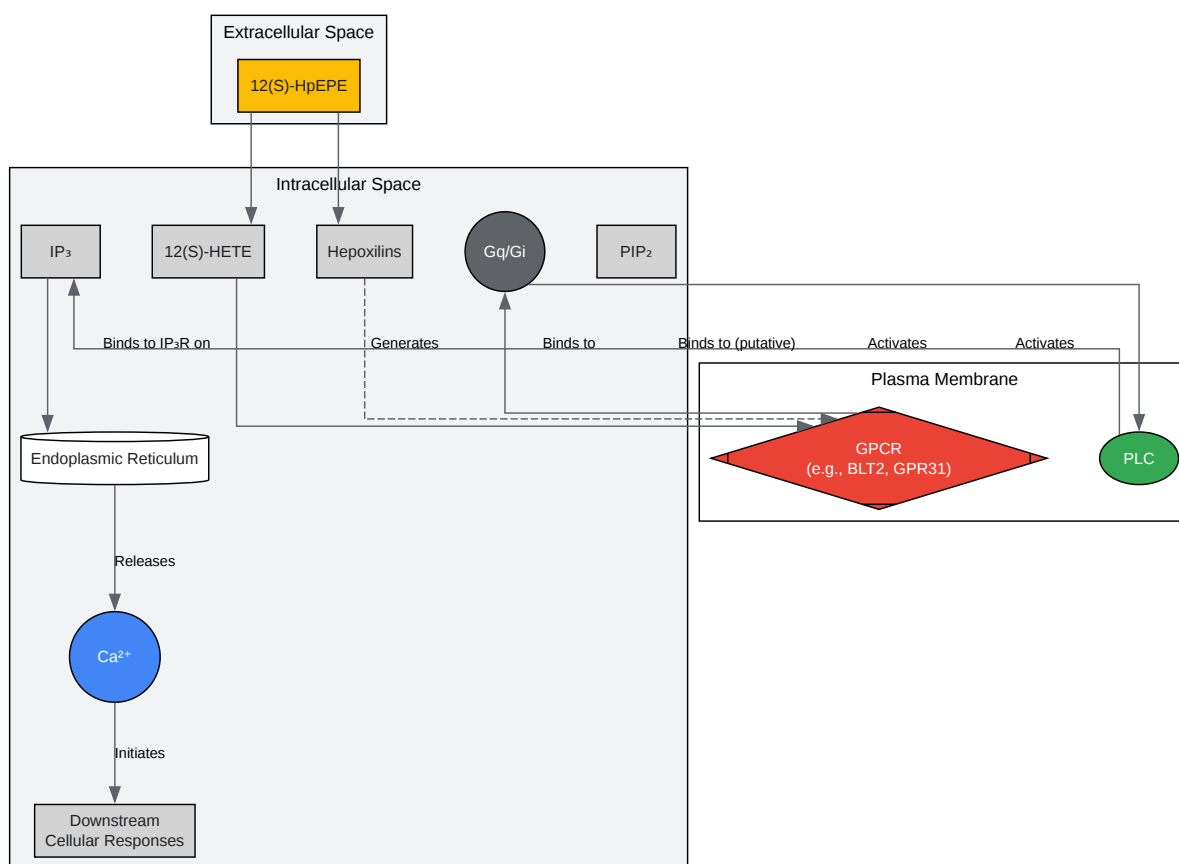 Extracellular Space
12(S)-HpEPE
Intracellular Space
IP₃
12(S)-HETE
Hepoxilins
Gq/Gi
PIP₂
Binds to IP₃R on
Generates
Binds to
Binds to (putative)
Activates
Activates
Plasma Membrane
GPCR
(e.g., BLT2, GPR31)
PLC
Endoplasmic Reticulum
Releases
Ca²⁺
Initiates
Downstream
Cellular Responses